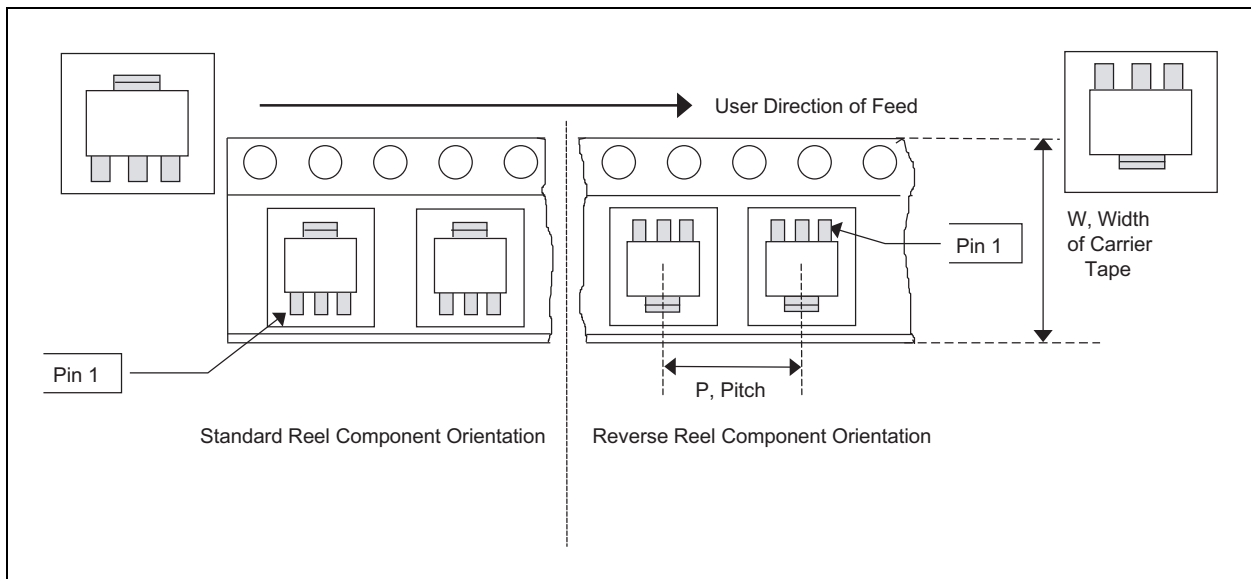 User Direction of Feed
Pin 1
W, Width
of Carrier
Tape
Pin 1
P, Pitch
Standard Reel Component Orientation
Reverse Reel Component Orientation